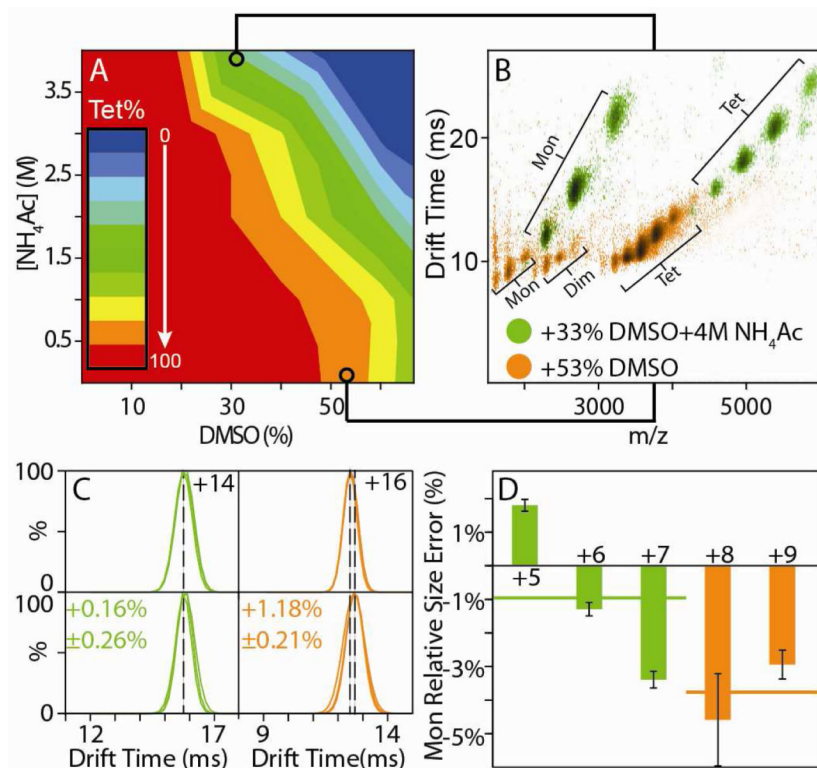 A
Tet%
0
100
[NH4Ac] (M)
3.5
2.5
1.5
0.5
10
30
50
DMSO (%)
B
Drift Time (ms)
20
10
Mon
Tet
Mon
Dim
Tet
+33% DMSO+4M NH4Ac
+53% DMSO
3000
5000
m/z
C
100
%
0
+14
+16
100
%
0
+0.16%
±0.26%
+1.18%
±0.21%
12
17
Drift Time (ms)
9
14
Drift Time(ms)
D
Mon Relative Size Error (%)
1%
-1%
-3%
-5%
+5
+6
+7
+8
+9